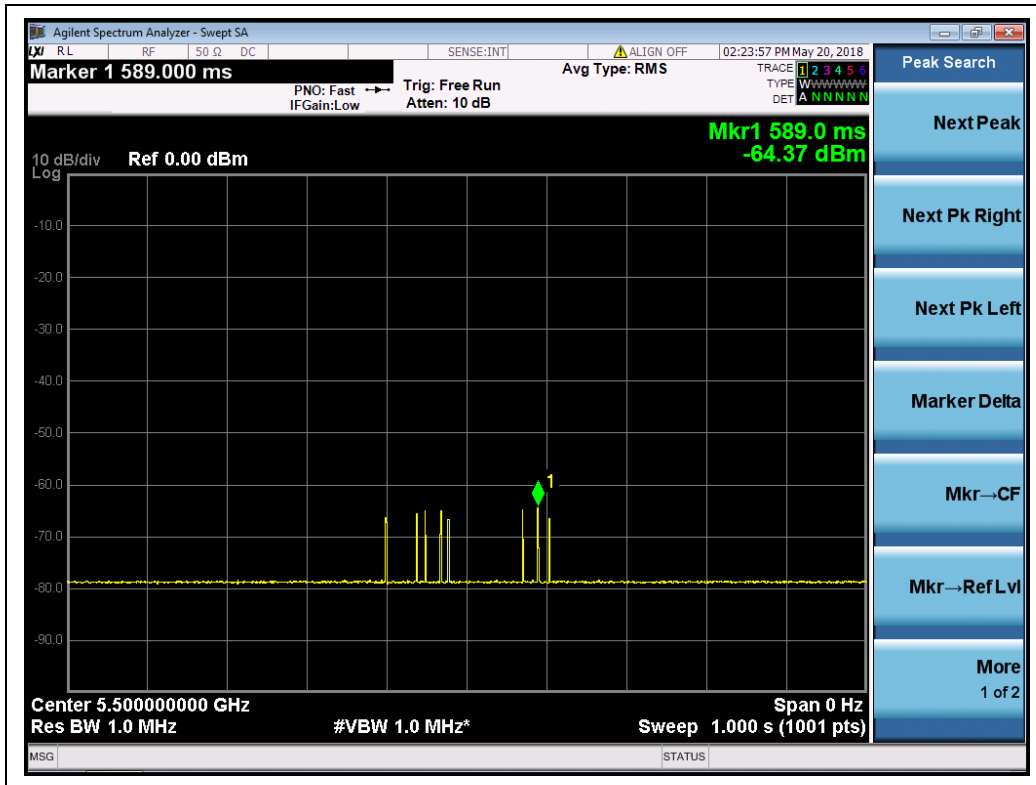 Agilent Spectrum Analyzer - Swept SA
LXI RL RF 50 Ω DC SENSE:INT ALIGN OFF 02:23:57 PM May 20, 2018
Marker 1 589.000 ms
PNO: Fast
IFGain:Low
Trig: Free Run
Atten: 10 dB
Avg Type: RMS
TRACE 1 2 3 4 5 6
TYPE WWWWWW
DET A N N N N N
Mkr1 589.0 ms
-64.37 dBm
10 dB/div Ref 0.00 dBm
Log
-10.0
-20.0
-30.0
-40.0
-50.0
-60.0
-70.0
-80.0
-90.0
1
Center 5.500000000 GHz Span 0 Hz
Res BW 1.0 MHz #VBW 1.0 MHz* Sweep 1.000 s (1001 pts)
MSG STATUS
Peak Search
Next Peak
Next Pk Right
Next Pk Left
Marker Delta
Mkr→CF
Mkr→Ref Lvl
More
1 of 2